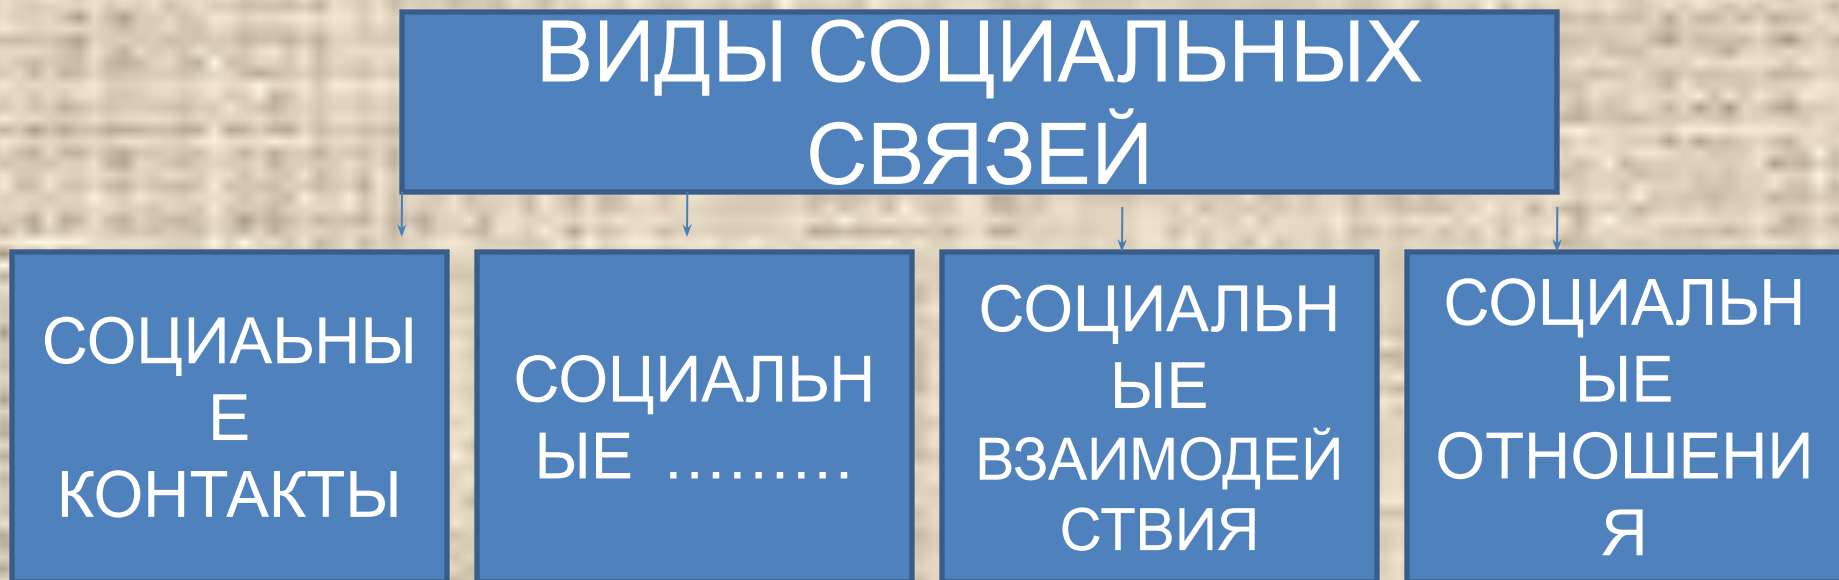 ВИДЫ СОЦИАЛЬНЫХ
СВЯЗЕЙ
СОЦИАЬНЫ
Е
КОНТАКТЫ
СОЦИАЛЬН
ЫЕ ………
СОЦИАЛЬН
ЫЕ
ВЗАИМОДЕЙ
СТВИЯ
СОЦИАЛЬН
ЫЕ
ОТНОШЕНИ
Я